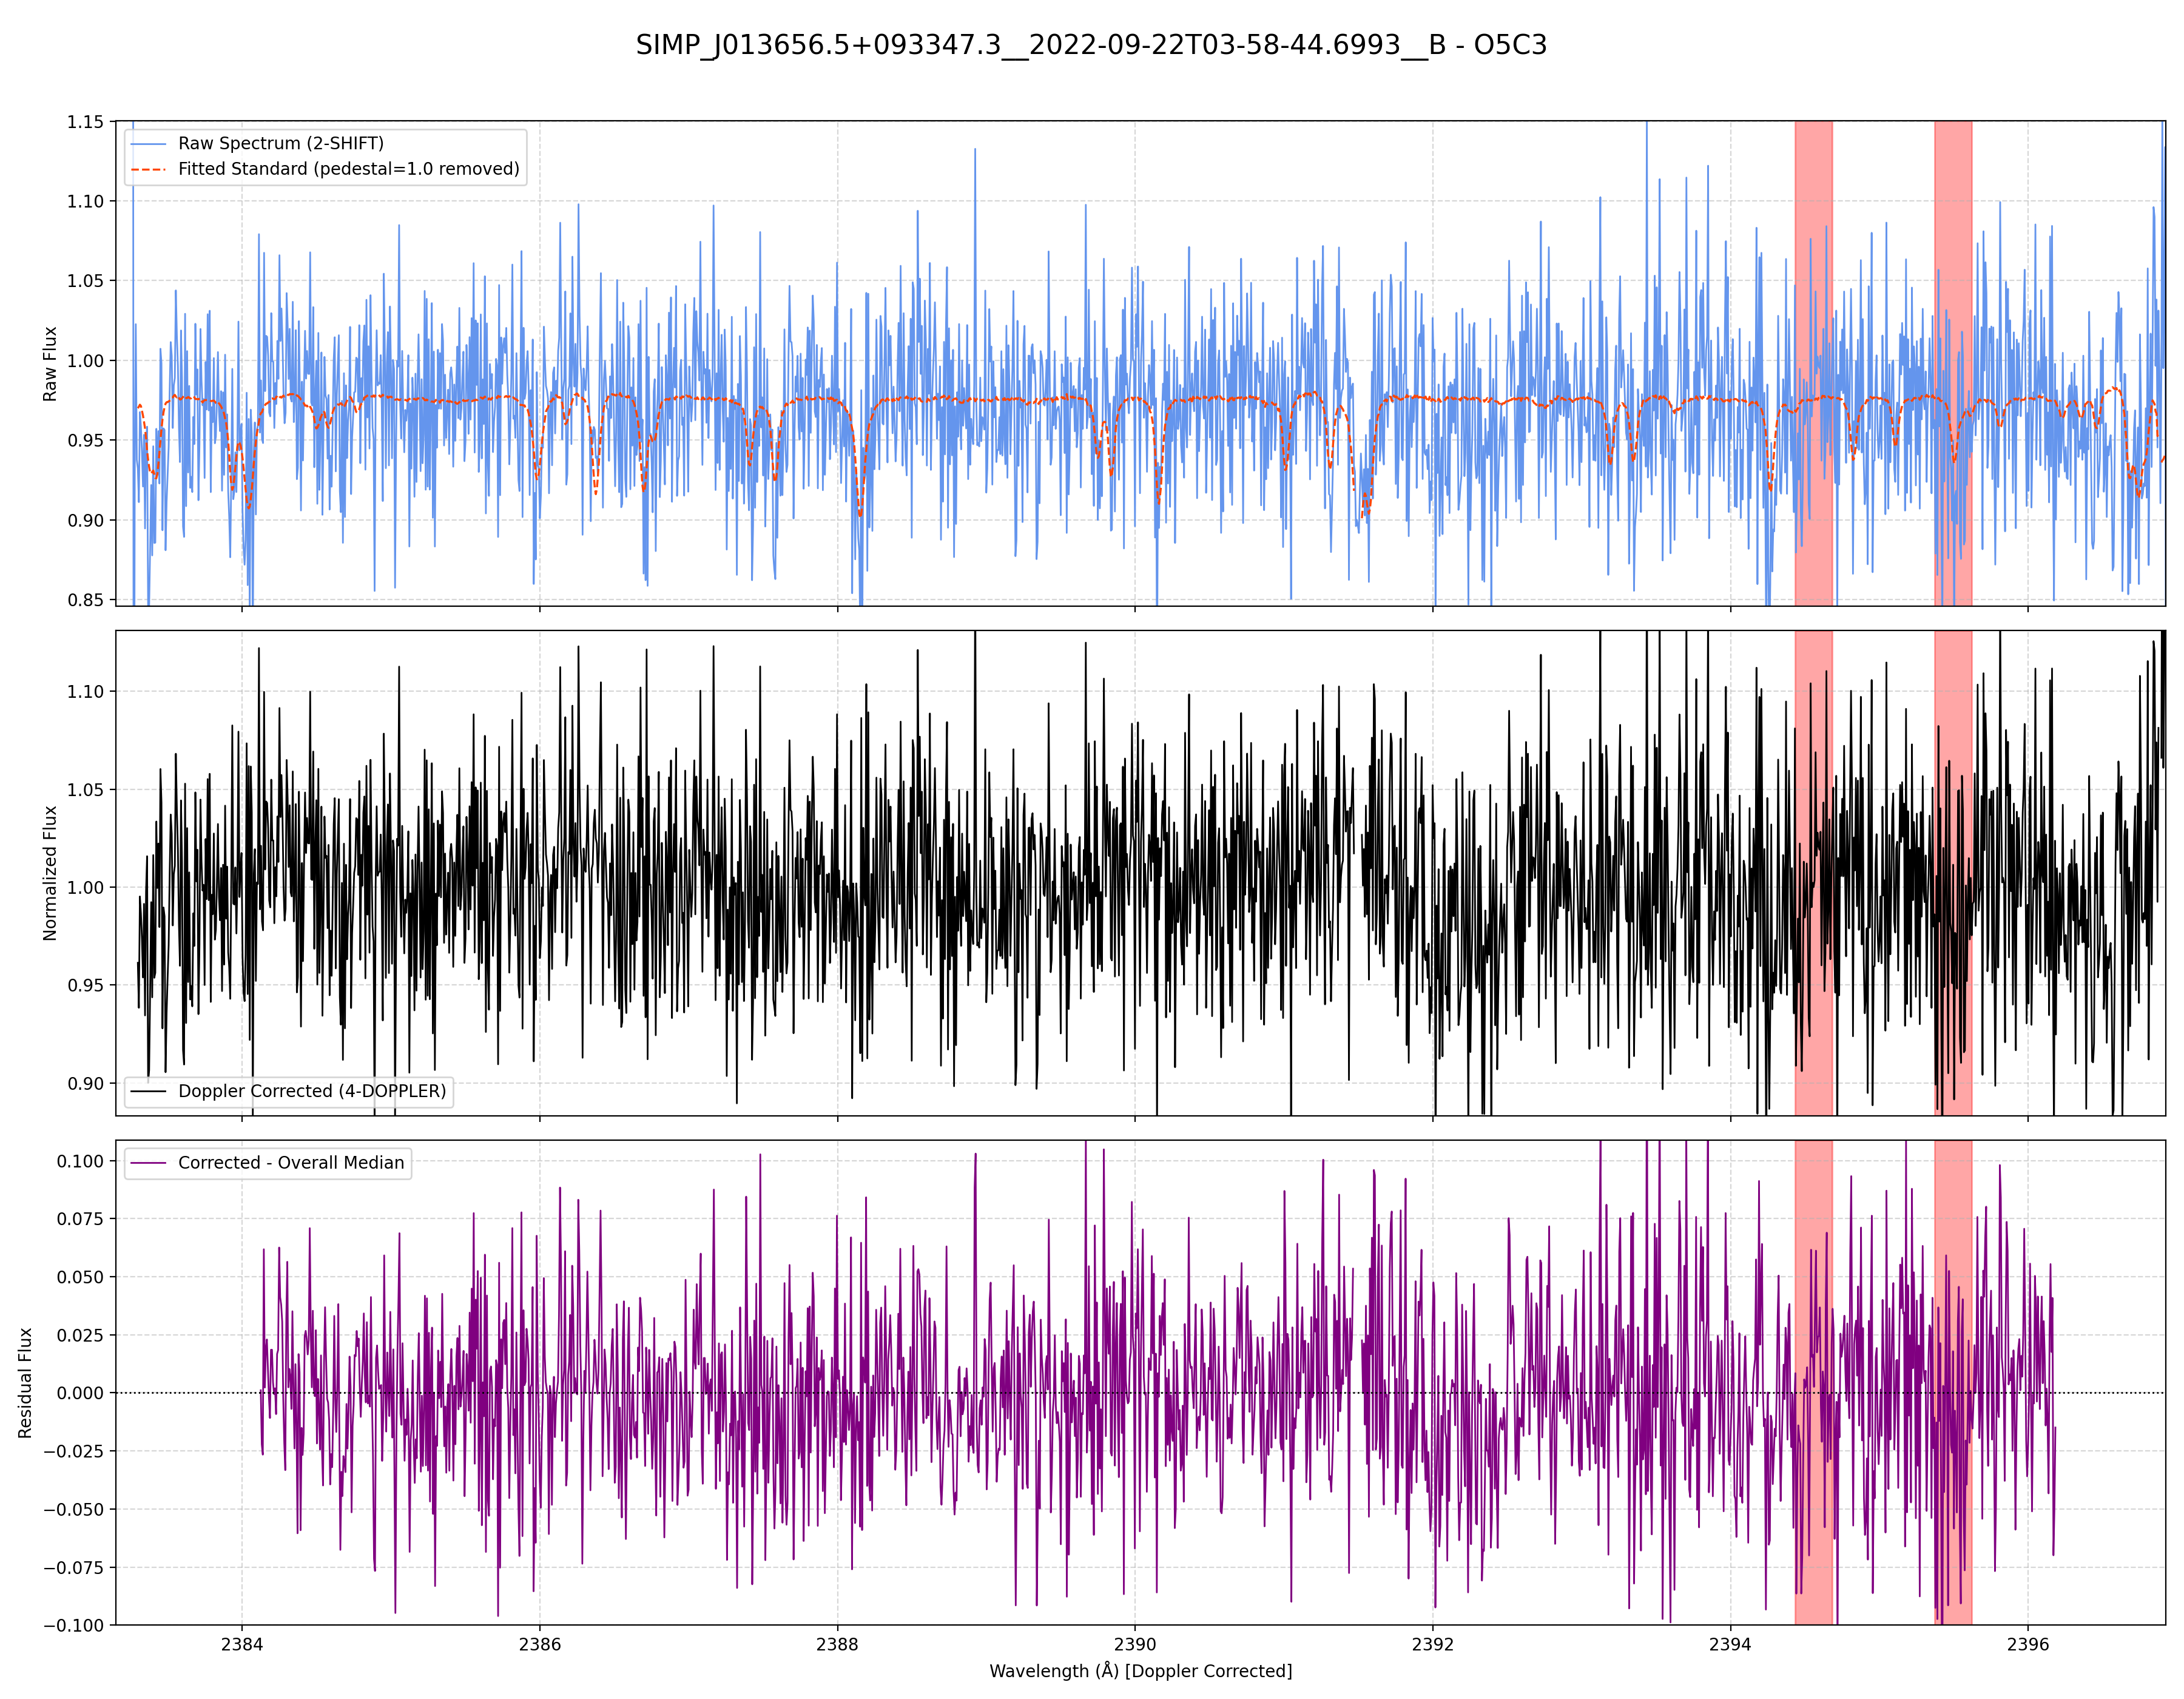 SIMP_J013656.5+093347.3__2022-09-22T03-58-44.6993__B - O5C3
1.15
1.10
1.05
1.00
0.95
0.90
0.85
Raw Flux
Raw Spectrum (2-SHIFT)
Fitted Standard (pedestal=1.0 removed)
1.10
1.05
1.00
0.95
0.90
Normalized Flux
Doppler Corrected (4-DOPPLER)
0.100
0.075
0.050
0.025
0.000
−0.025
−0.050
−0.075
−0.100
Residual Flux
Corrected - Overall Median
2384 2386 2388 2390 2392 2394 2396
Wavelength (Å) [Doppler Corrected]